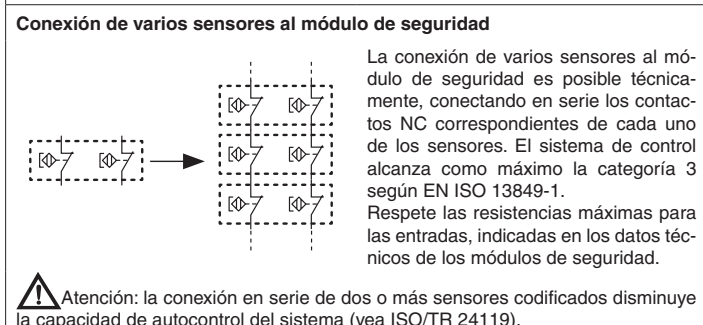 Conexión de varios sensores al módulo de seguridad
La conexión de varios sensores al mó-
dulo de seguridad es posible técnica-
mente, conectando en serie los contac-
tos NC correspondientes de cada uno
de los sensores. El sistema de control
alcanza como máximo la categoría 3
según EN ISO 13849-1.
Respete las resistencias máximas para
las entradas, indicadas en los datos téc-
nicos de los módulos de seguridad.
Atención: la conexión en serie de dos o más sensores codificados disminuye
la capacidad de autocontrol del sistema (vea ISO/TR 24119).